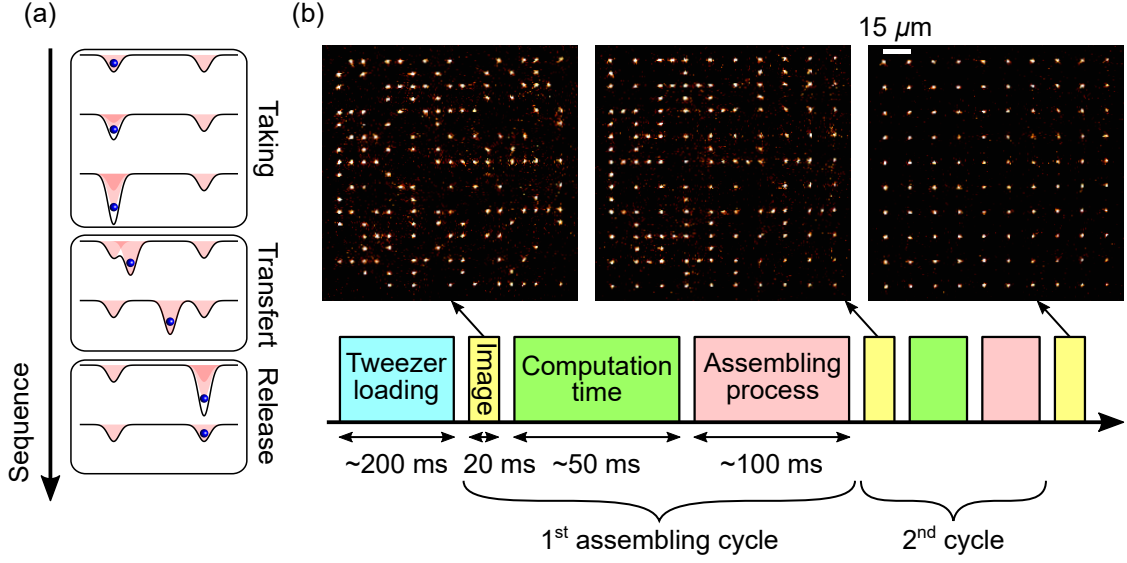 (a)
Sequence
Taking
Transfert
Release
(b)
15 µm
Tweezer
loading
Image
Computation
time
Assembling
process
~200 ms
20 ms
~50 ms
~100 ms
1st assembling cycle
2nd cycle